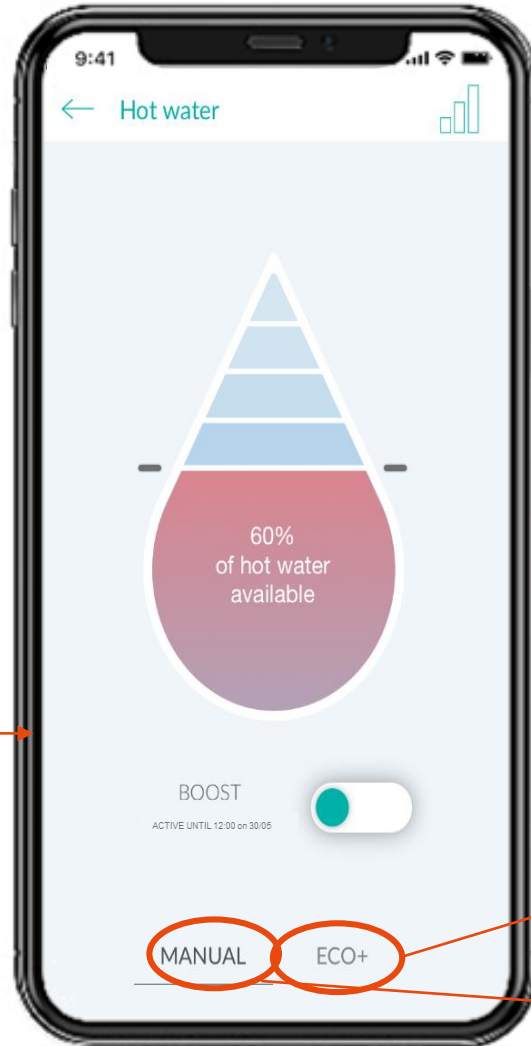 9:41
Hot water
60%
of hot water
available
BOOST
ACTIVE UNTIL 12:00 on 30/05
MANUAL ECO+